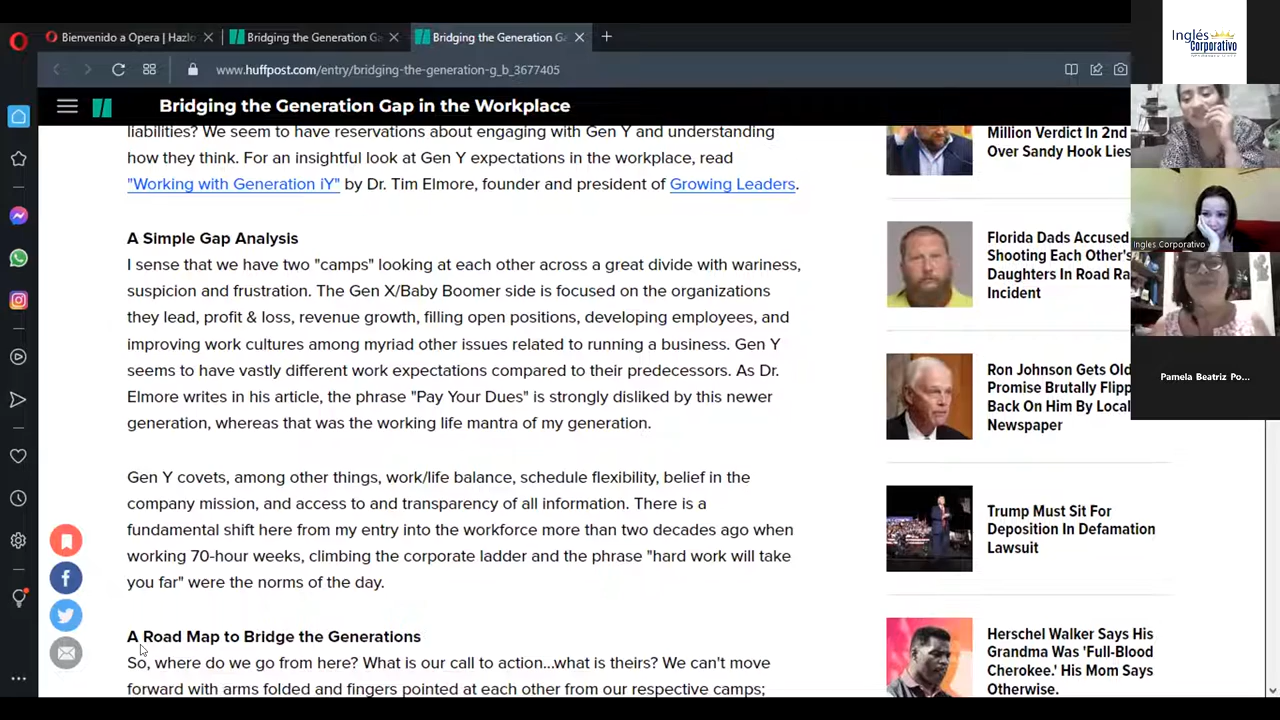 Bienvenido a Opera | Hazlo
Bridging the Generation Ga
Bridging the Generation Ga
www.huffpost.com/entry/bridging-the-generation-g_b_3677405
Bridging the Generation Gap in the Workplace
liabilities? We seem to have reservations about engaging with Gen Y and understanding
how they think. For an insightful look at Gen Y expectations in the workplace, read
"Working with Generation iY" by Dr. Tim Elmore, founder and president of Growing Leaders.
A Simple Gap Analysis
I sense that we have two "camps" looking at each other across a great divide with wariness,
suspicion and frustration. The Gen X/Baby Boomer side is focused on the organizations
they lead, profit & loss, revenue growth, filling open positions, developing employees, and
improving work cultures among myriad other issues related to running a business. Gen Y
seems to have vastly different work expectations compared to their predecessors. As Dr.
Elmore writes in his article, the phrase "Pay Your Dues" is strongly disliked by this newer
generation, whereas that was the working life mantra of my generation.
Gen Y covets, among other things, work/life balance, schedule flexibility, belief in the
company mission, and access to and transparency of all information. There is a
fundamental shift here from my entry into the workforce more than two decades ago when
working 70-hour weeks, climbing the corporate ladder and the phrase "hard work will take
you far" were the norms of the day.
A Road Map to Bridge the Generations
So, where do we go from here? What is our call to action...what is theirs? We can't move
forward with arms folded and fingers pointed at each other from our respective camps;
Million Verdict In 2nd
Over Sandy Hook Lies
Florida Dads Accused
Shooting Each Other's
Daughters In Road Ra
Incident
Ron Johnson Gets Old
Promise Brutally Flipp
Back On Him By Local
Newspaper
Trump Must Sit For
Deposition In Defamation
Lawsuit
Herschel Walker Says His
Grandma Was 'Full-Blood
Cherokee.' His Mom Says
Otherwise.
Inglés
Corporativo
Ingles Corporativo
Pamela Beatriz Po...